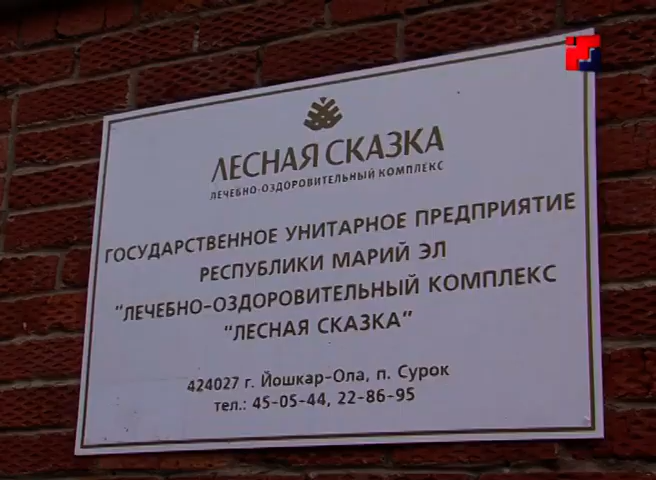 ЛЕСНАЯ СКАЗКА
ЛЕЧЕБНО-ОЗДОРОВИТЕЛЬНЫЙ КОМПЛЕКС
ГОСУДАРСТВЕННОЕ УНИТАРНОЕ ПРЕДПРИЯТИЕ
РЕСПУБЛИКИ МАРИЙ ЭЛ
"ЛЕЧЕБНО-ОЗДОРОВИТЕЛЬНЫЙ КОМПЛЕКС
"ЛЕСНАЯ СКАЗКА"
424027 г. Йошкар-Ола, п. Сурок
тел.: 45-05-44, 22-86-95